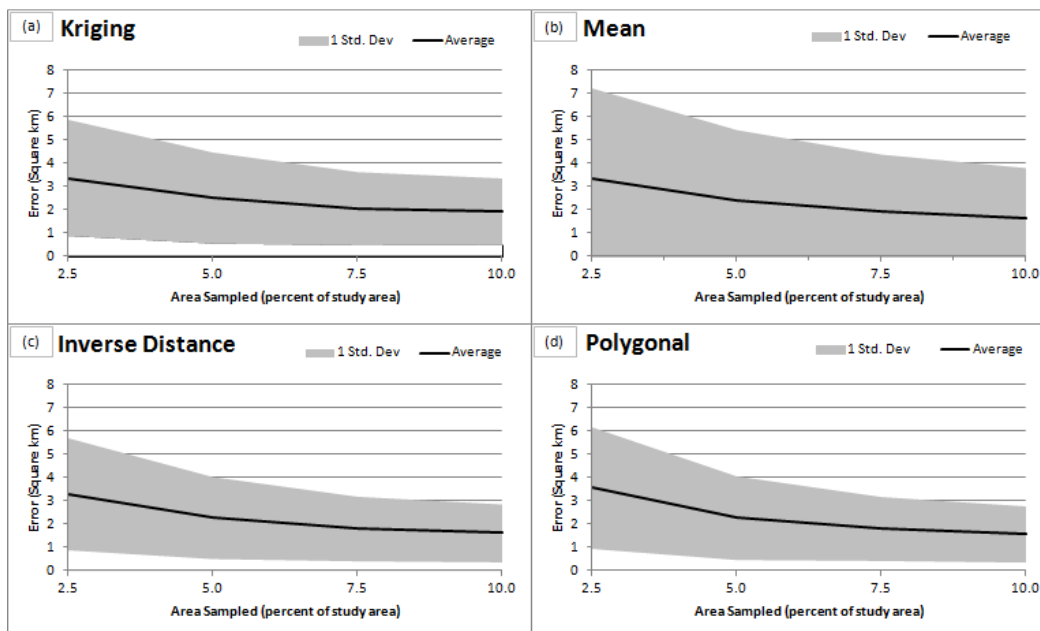 (a) Kriging
1 Std. Dev Average
8
7
6
5
4
3
2
1
0
Error (Square km)
2.5 5.0 7.5 10.0
Area Sampled (percent of study area)
(b) Mean
1 Std. Dev Average
8
7
6
5
4
3
2
1
0
Error (Square km)
2.5 5.0 7.5 10.0
Area Sampled (percent of study area)
(c) Inverse Distance
1 Std. Dev Average
8
7
6
5
4
3
2
1
0
Error (Square km)
2.5 5.0 7.5 10.0
Area Sampled (percent of study area)
(d) Polygonal
1 Std. Dev Average
8
7
6
5
4
3
2
1
0
Error (Square km)
2.5 5.0 7.5 10.0
Area Sampled (percent of study area)